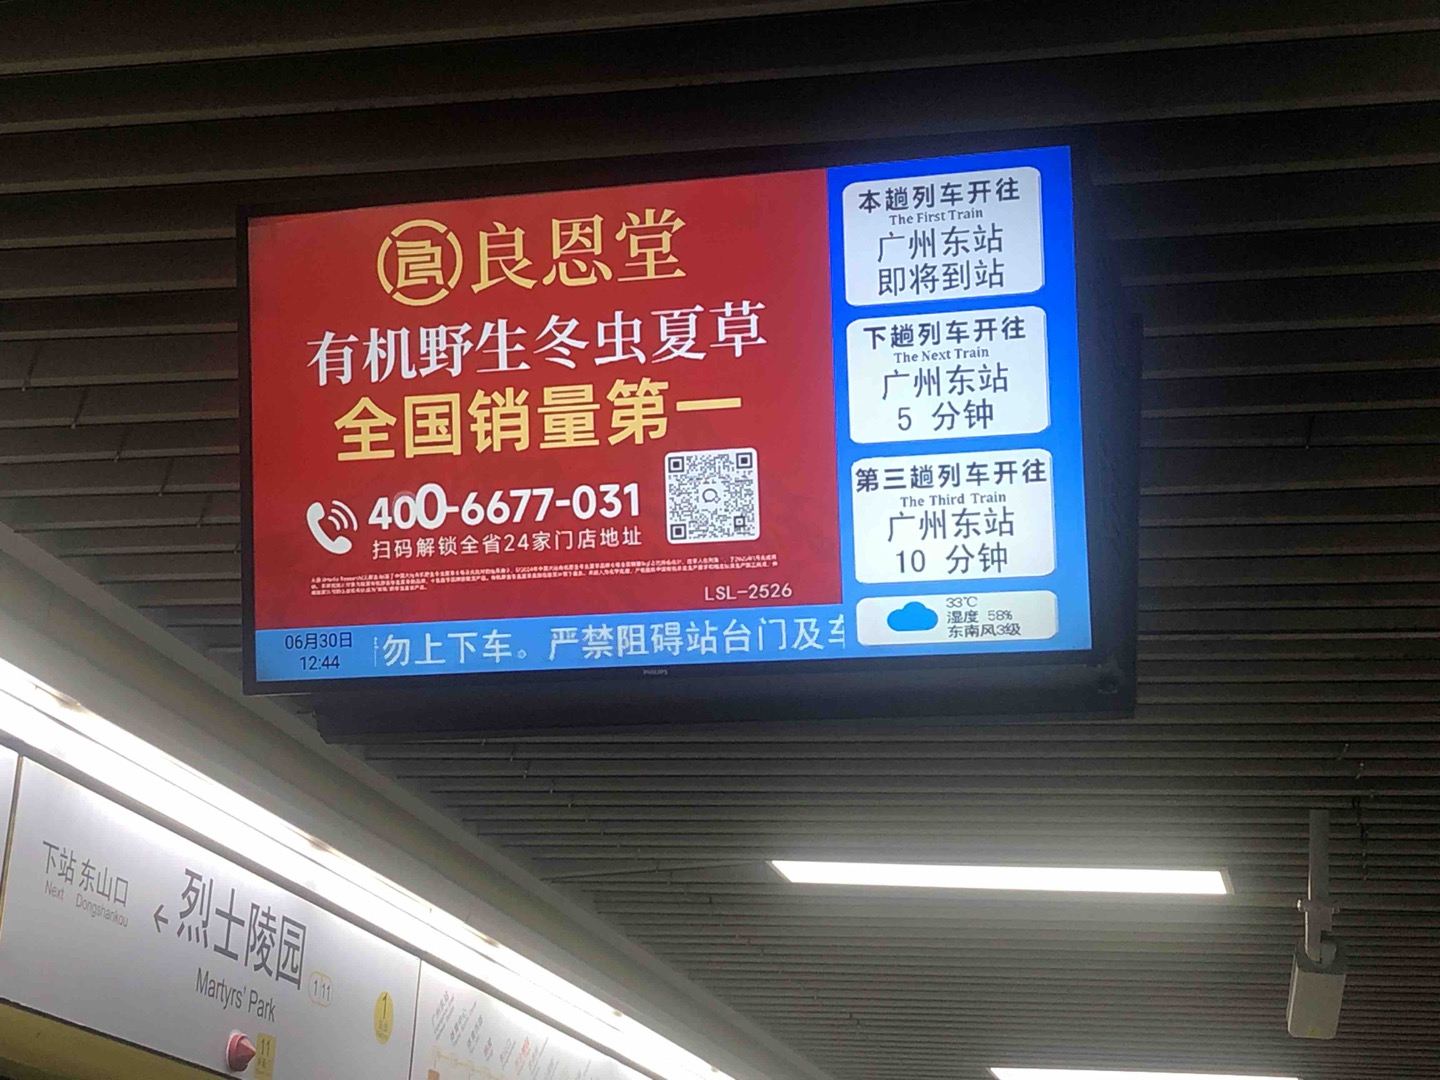 良恩堂
有机野生冬虫夏草
全国销量第一
400-6677-031
扫码解锁全省24家门店地址
LSL-2526
06月30日
12:44
勿上下车。严禁阻碍站台门及车
本趟列车开往
The First Train
广州东站
即将到站
下趟列车开往
The Next Train
广州东站
5 分钟
第三趟列车开往
The Third Train
广州东站
10 分钟
33℃
湿度 58%
东南风3级
PHILIPS
下站 东山口
Next Dongshankou
← 烈士陵园
Martyrs' Park
1
11